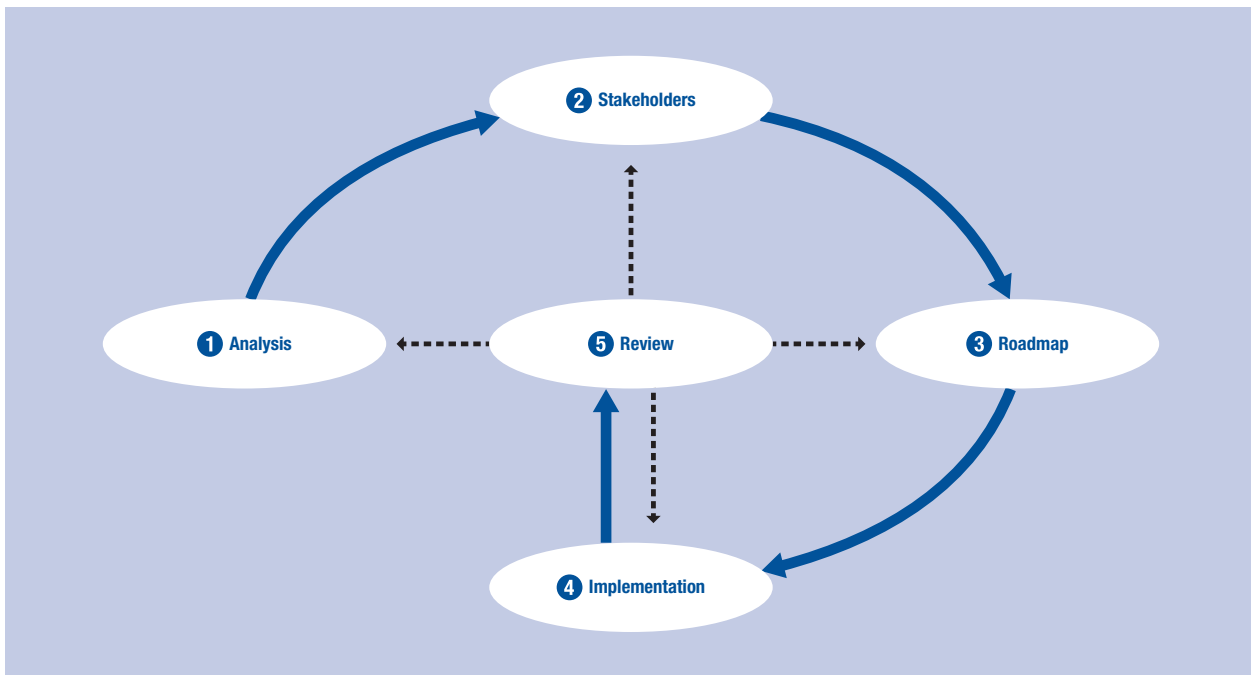 2 Stakeholders
1 Analysis
5 Review
3 Roadmap
4 Implementation